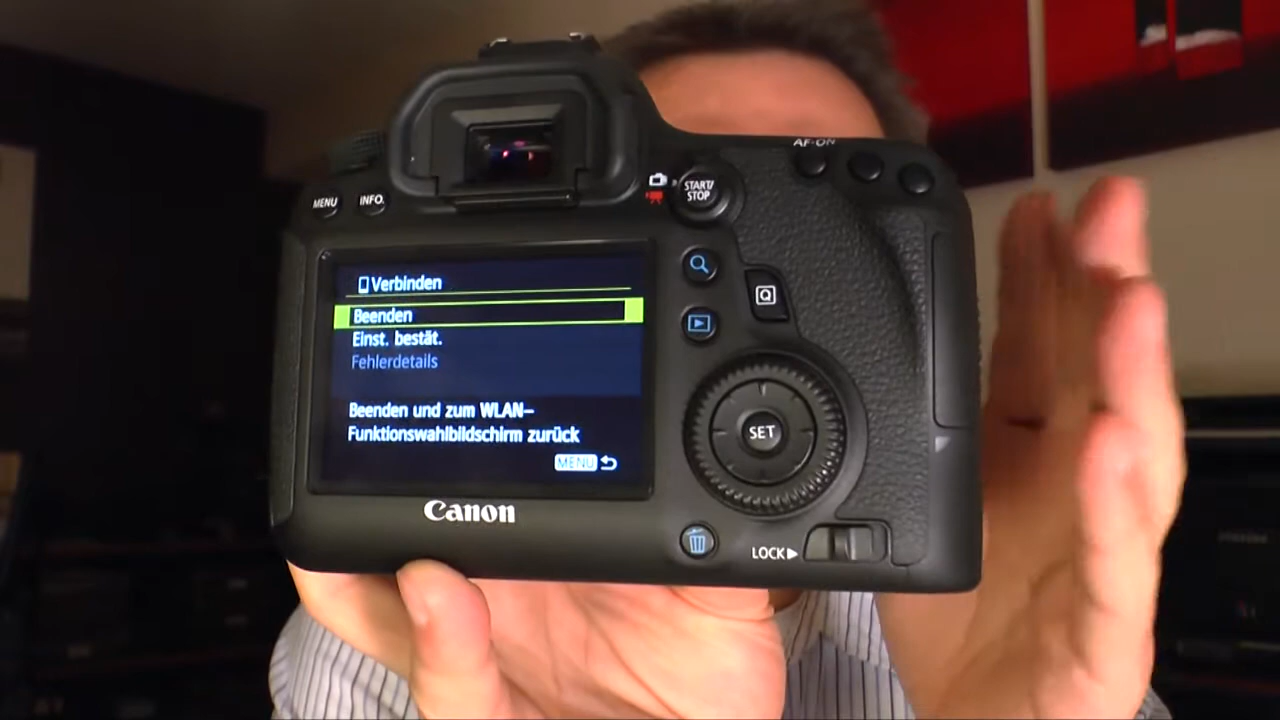 AF-ON
MENU
INFO.
START/
STOP
Verbinden
Q
Beenden
Einst. bestät.
Fehlerdetails
Beenden und zum WLAN-
Funktionswahlbildschirm zurück
MENU
SET
Canon
LOCK